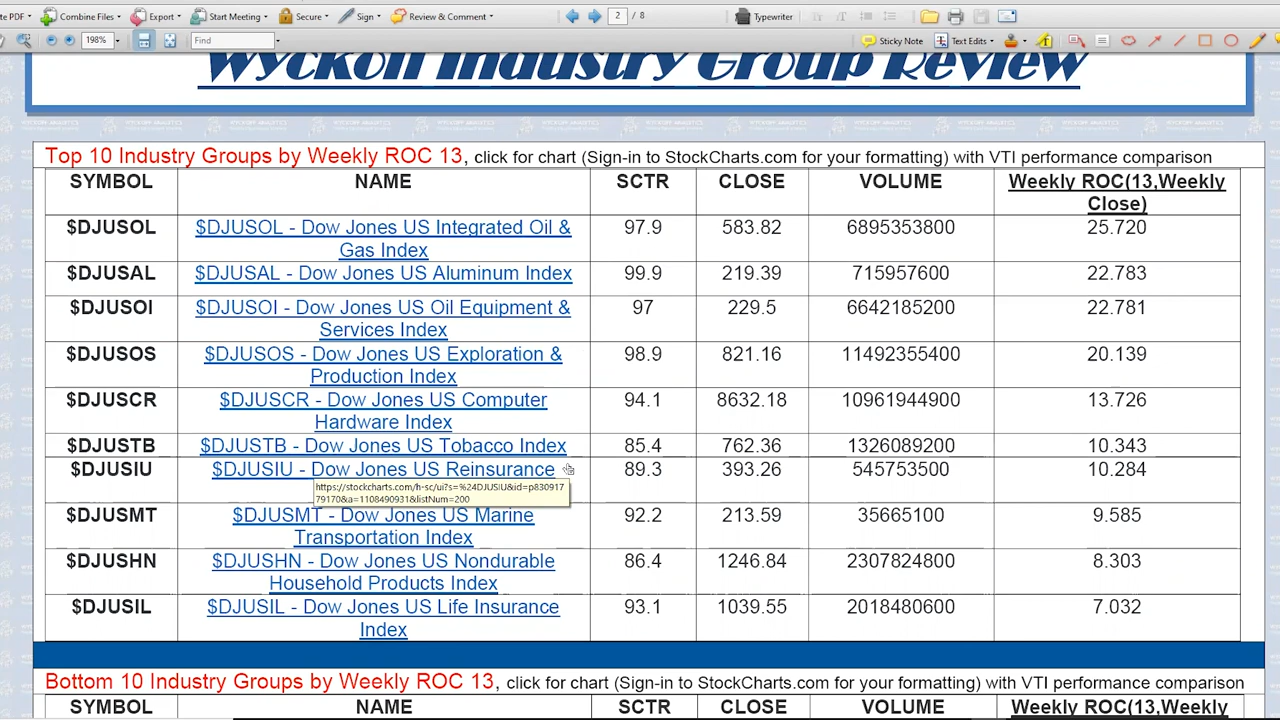 te PDF Combine Files Export Start Meeting Secure Sign Review & Comment 2 / 8 Typewriter
198% Find Sticky Note Text Edits
Wyckoff Industry Group Review
Top 10 Industry Groups by Weekly ROC 13, click for chart (Sign-in to StockCharts.com for your formatting) with VTI performance comparison
SYMBOL NAME SCTR CLOSE VOLUME Weekly ROC(13,Weekly
Close)
$DJUSOL $DJUSOL - Dow Jones US Integrated Oil & 97.9 583.82 6895353800 25.720
Gas Index
$DJUSAL $DJUSAL - Dow Jones US Aluminum Index 99.9 219.39 715957600 22.783
$DJUSOI $DJUSOI - Dow Jones US Oil Equipment & 97 229.5 6642185200 22.781
Services Index
$DJUSOS $DJUSOS - Dow Jones US Exploration & 98.9 821.16 11492355400 20.139
Production Index
$DJUSCR $DJUSCR - Dow Jones US Computer 94.1 8632.18 10961944900 13.726
Hardware Index
$DJUSTB $DJUSTB - Dow Jones US Tobacco Index 85.4 762.36 1326089200 10.343
$DJUSIU $DJUSIU - Dow Jones US Reinsurance 89.3 393.26 545753500 10.284
https://stockcharts.com/h-sc/ui?s=%24DJUSIU&id=p830917
79170&a=1108490931&listNum=200
$DJUSMT $DJUSMT - Dow Jones US Marine 92.2 213.59 35665100 9.585
Transportation Index
$DJUSHN $DJUSHN - Dow Jones US Nondurable 86.4 1246.84 2307824800 8.303
Household Products Index
$DJUSIL $DJUSIL - Dow Jones US Life Insurance 93.1 1039.55 2018480600 7.032
Index
Bottom 10 Industry Groups by Weekly ROC 13, click for chart (Sign-in to StockCharts.com for your formatting) with VTI performance comparison
SYMBOL NAME SCTR CLOSE VOLUME Weekly ROC(13,Weekly